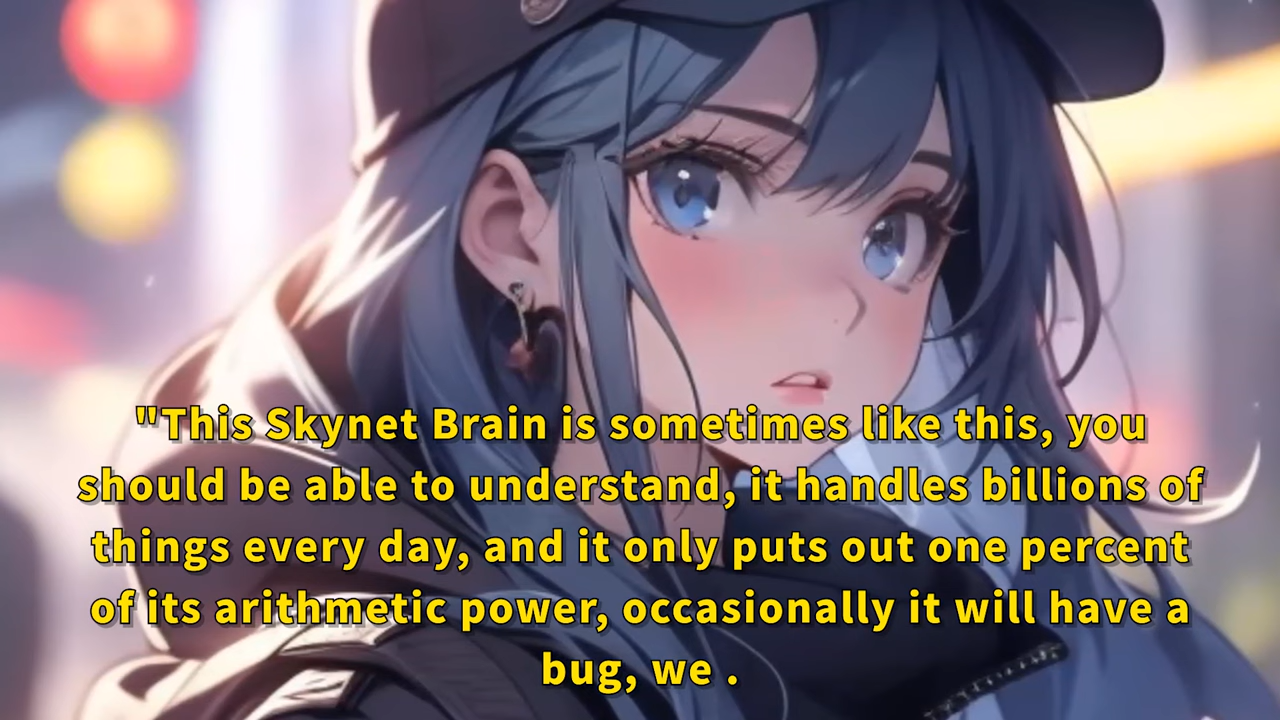 "This Skynet Brain is sometimes like this, you
should be able to understand, it handles billions of
things every day, and it only puts out one percent
of its arithmetic power, occasionally it will have a
bug, we .